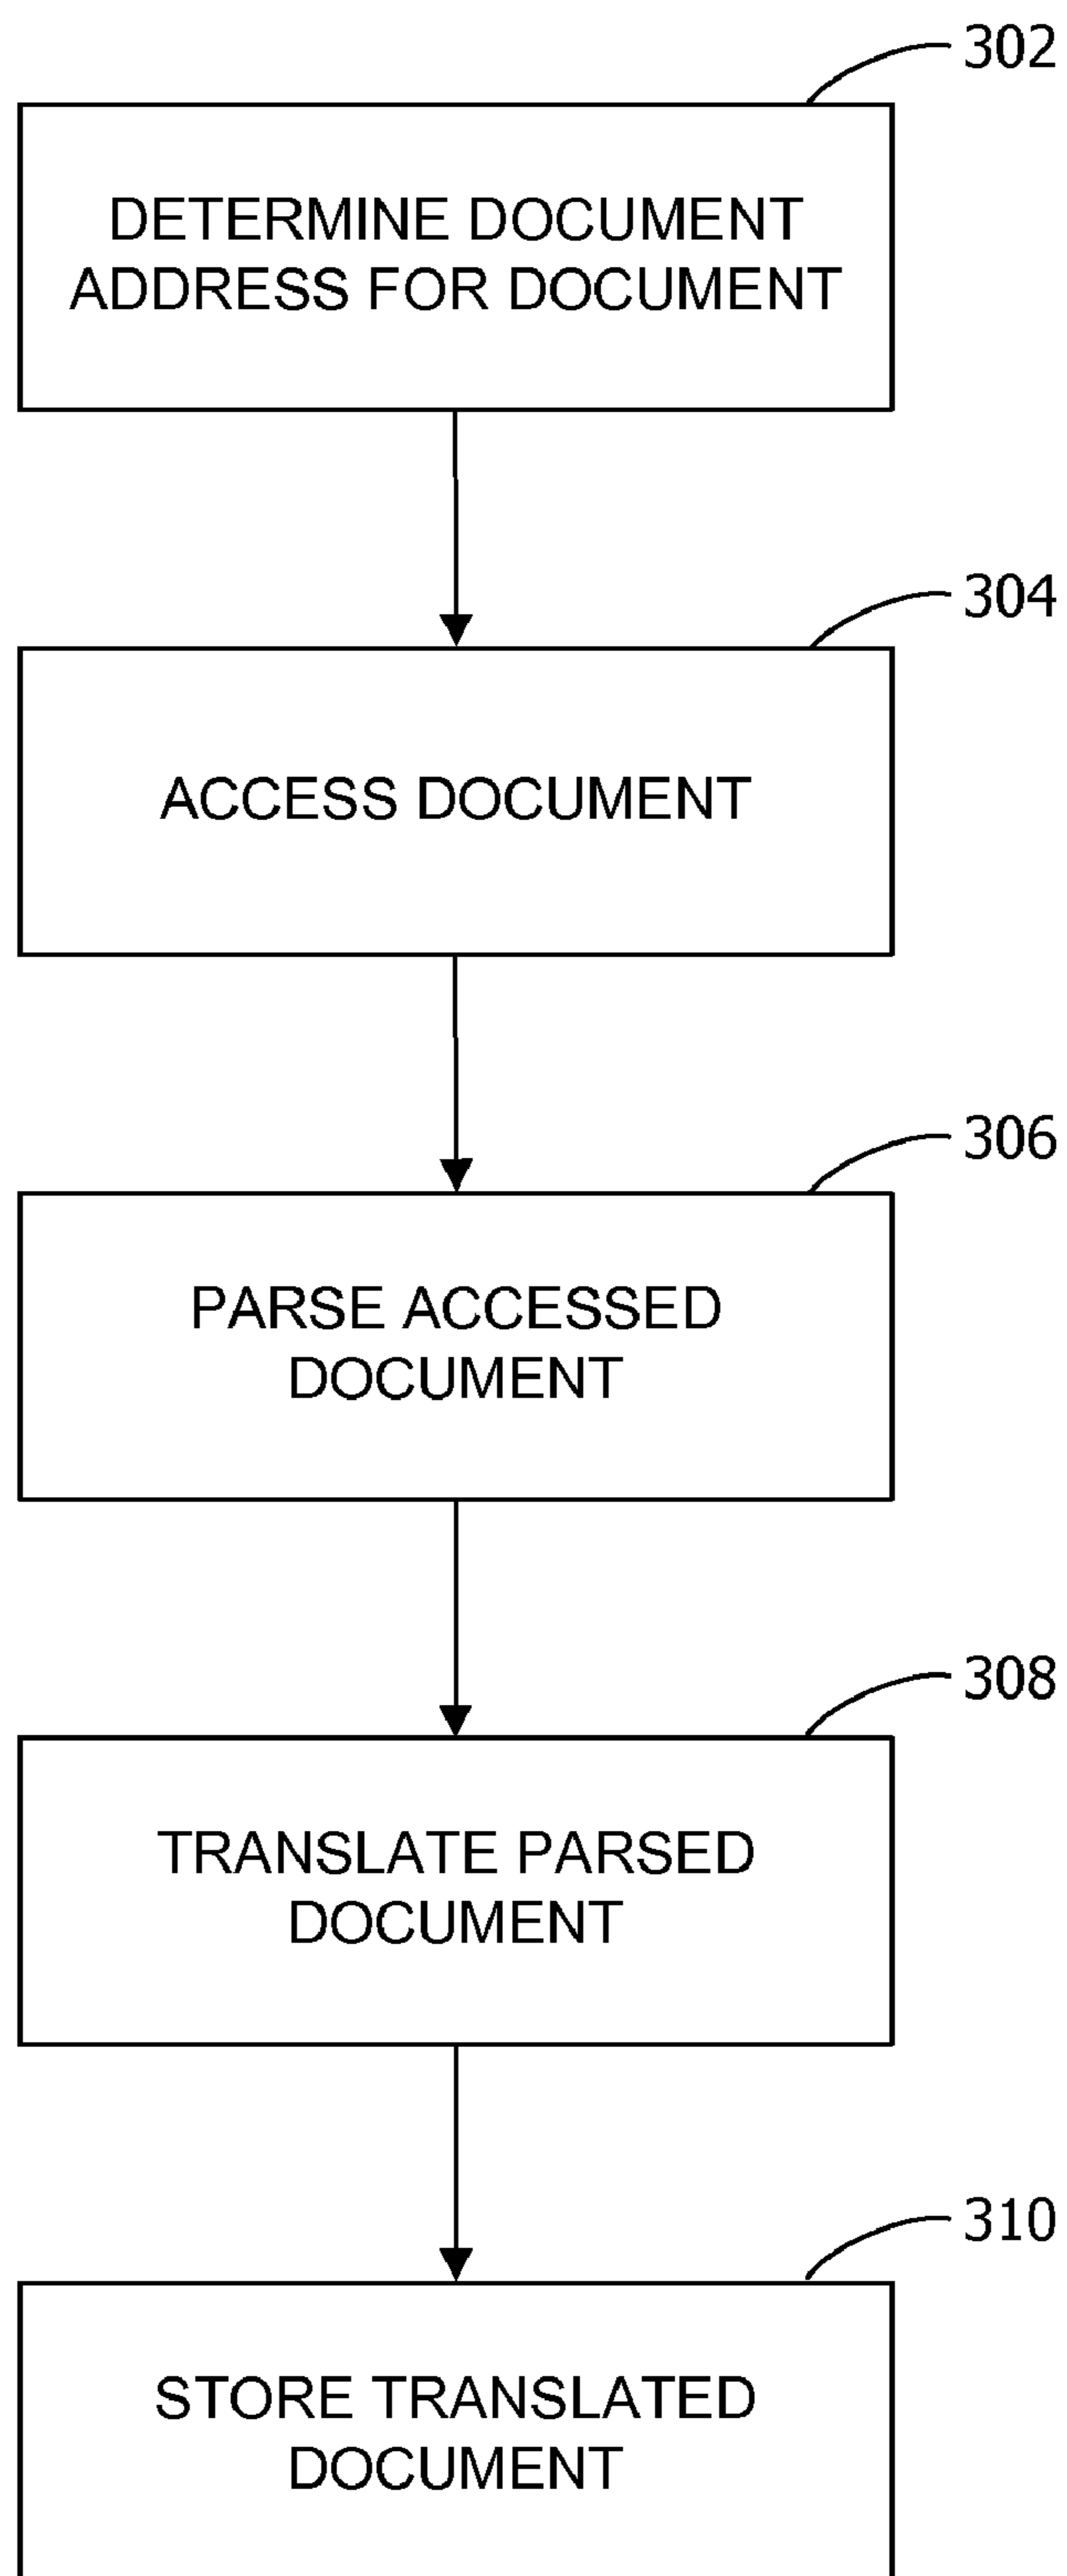 302
DETERMINE DOCUMENT
ADDRESS FOR DOCUMENT
304
ACCESS DOCUMENT
306
PARSE ACCESSED
DOCUMENT
308
TRANSLATE PARSED
DOCUMENT
310
STORE TRANSLATED
DOCUMENT